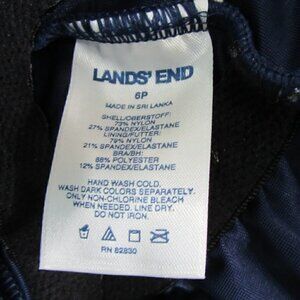 LANDS' END
6P
MADE IN SRI LANKA
SHELL/OBERSTOFF:
73% NYLON
27% SPANDEX/ELASTANE
LINING/FUTTER:
79% NYLON
21% SPANDEX/ELASTANE
BRA/BH:
88% POLYESTER
12% SPANDEX/ELASTANE
HAND WASH COLD.
WASH DARK COLORS SEPARATELY.
ONLY NON-CHLORINE BLEACH
WHEN NEEDED. LINE DRY.
DO NOT IRON.
RN 82830